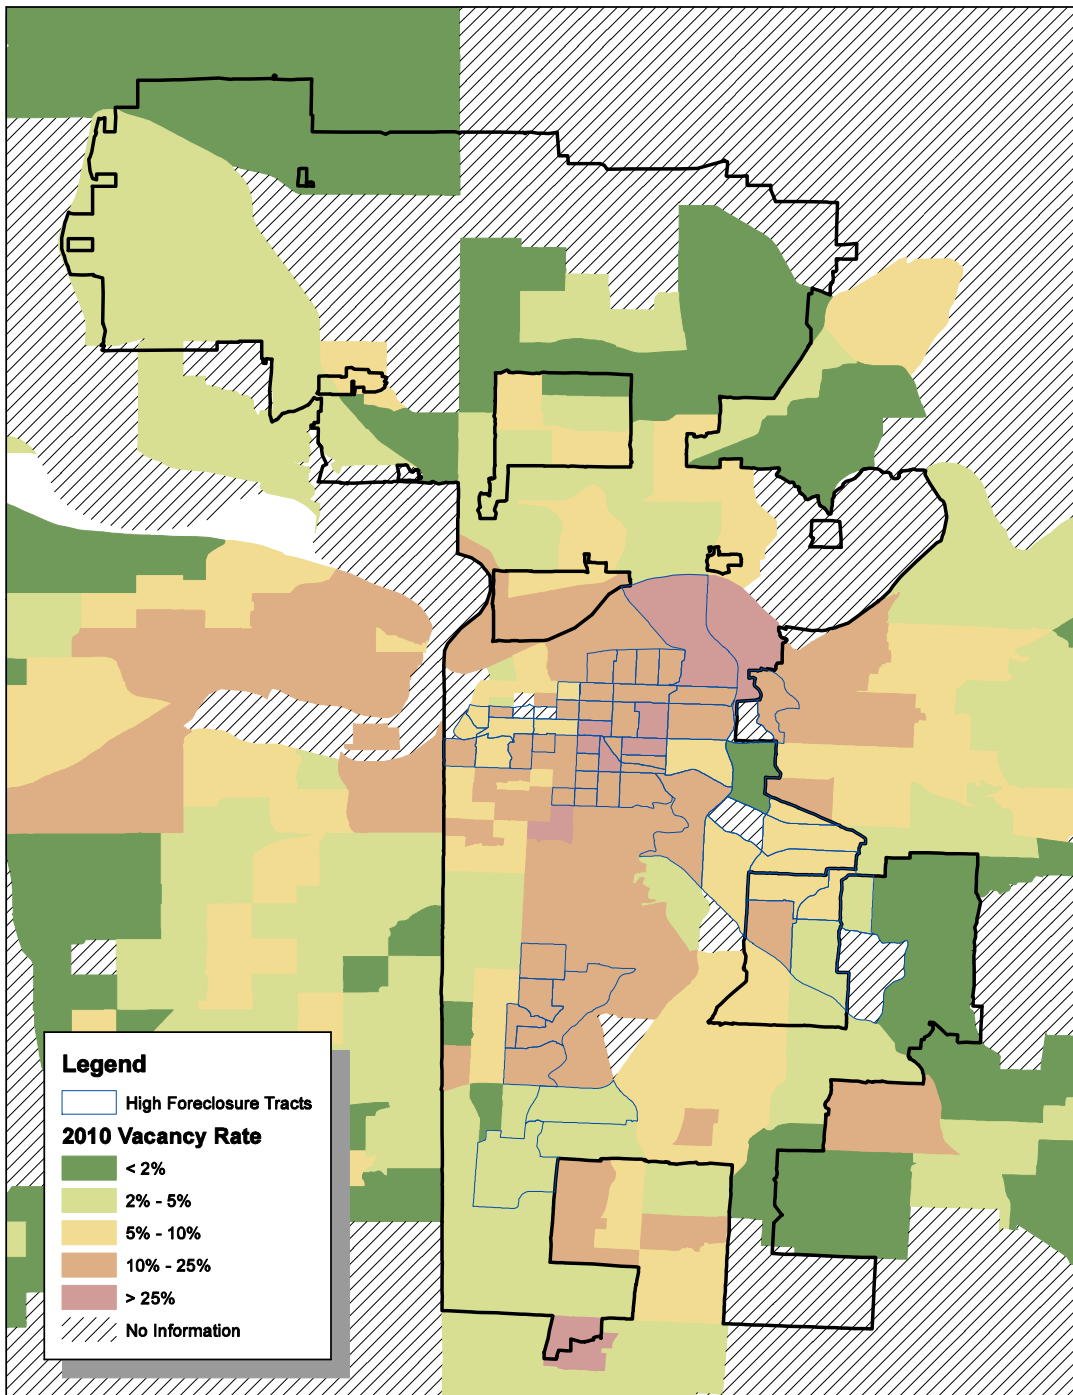 Legend
High Foreclosure Tracts
2010 Vacancy Rate
< 2%
2% - 5%
5% - 10%
10% - 25%
> 25%
No Information